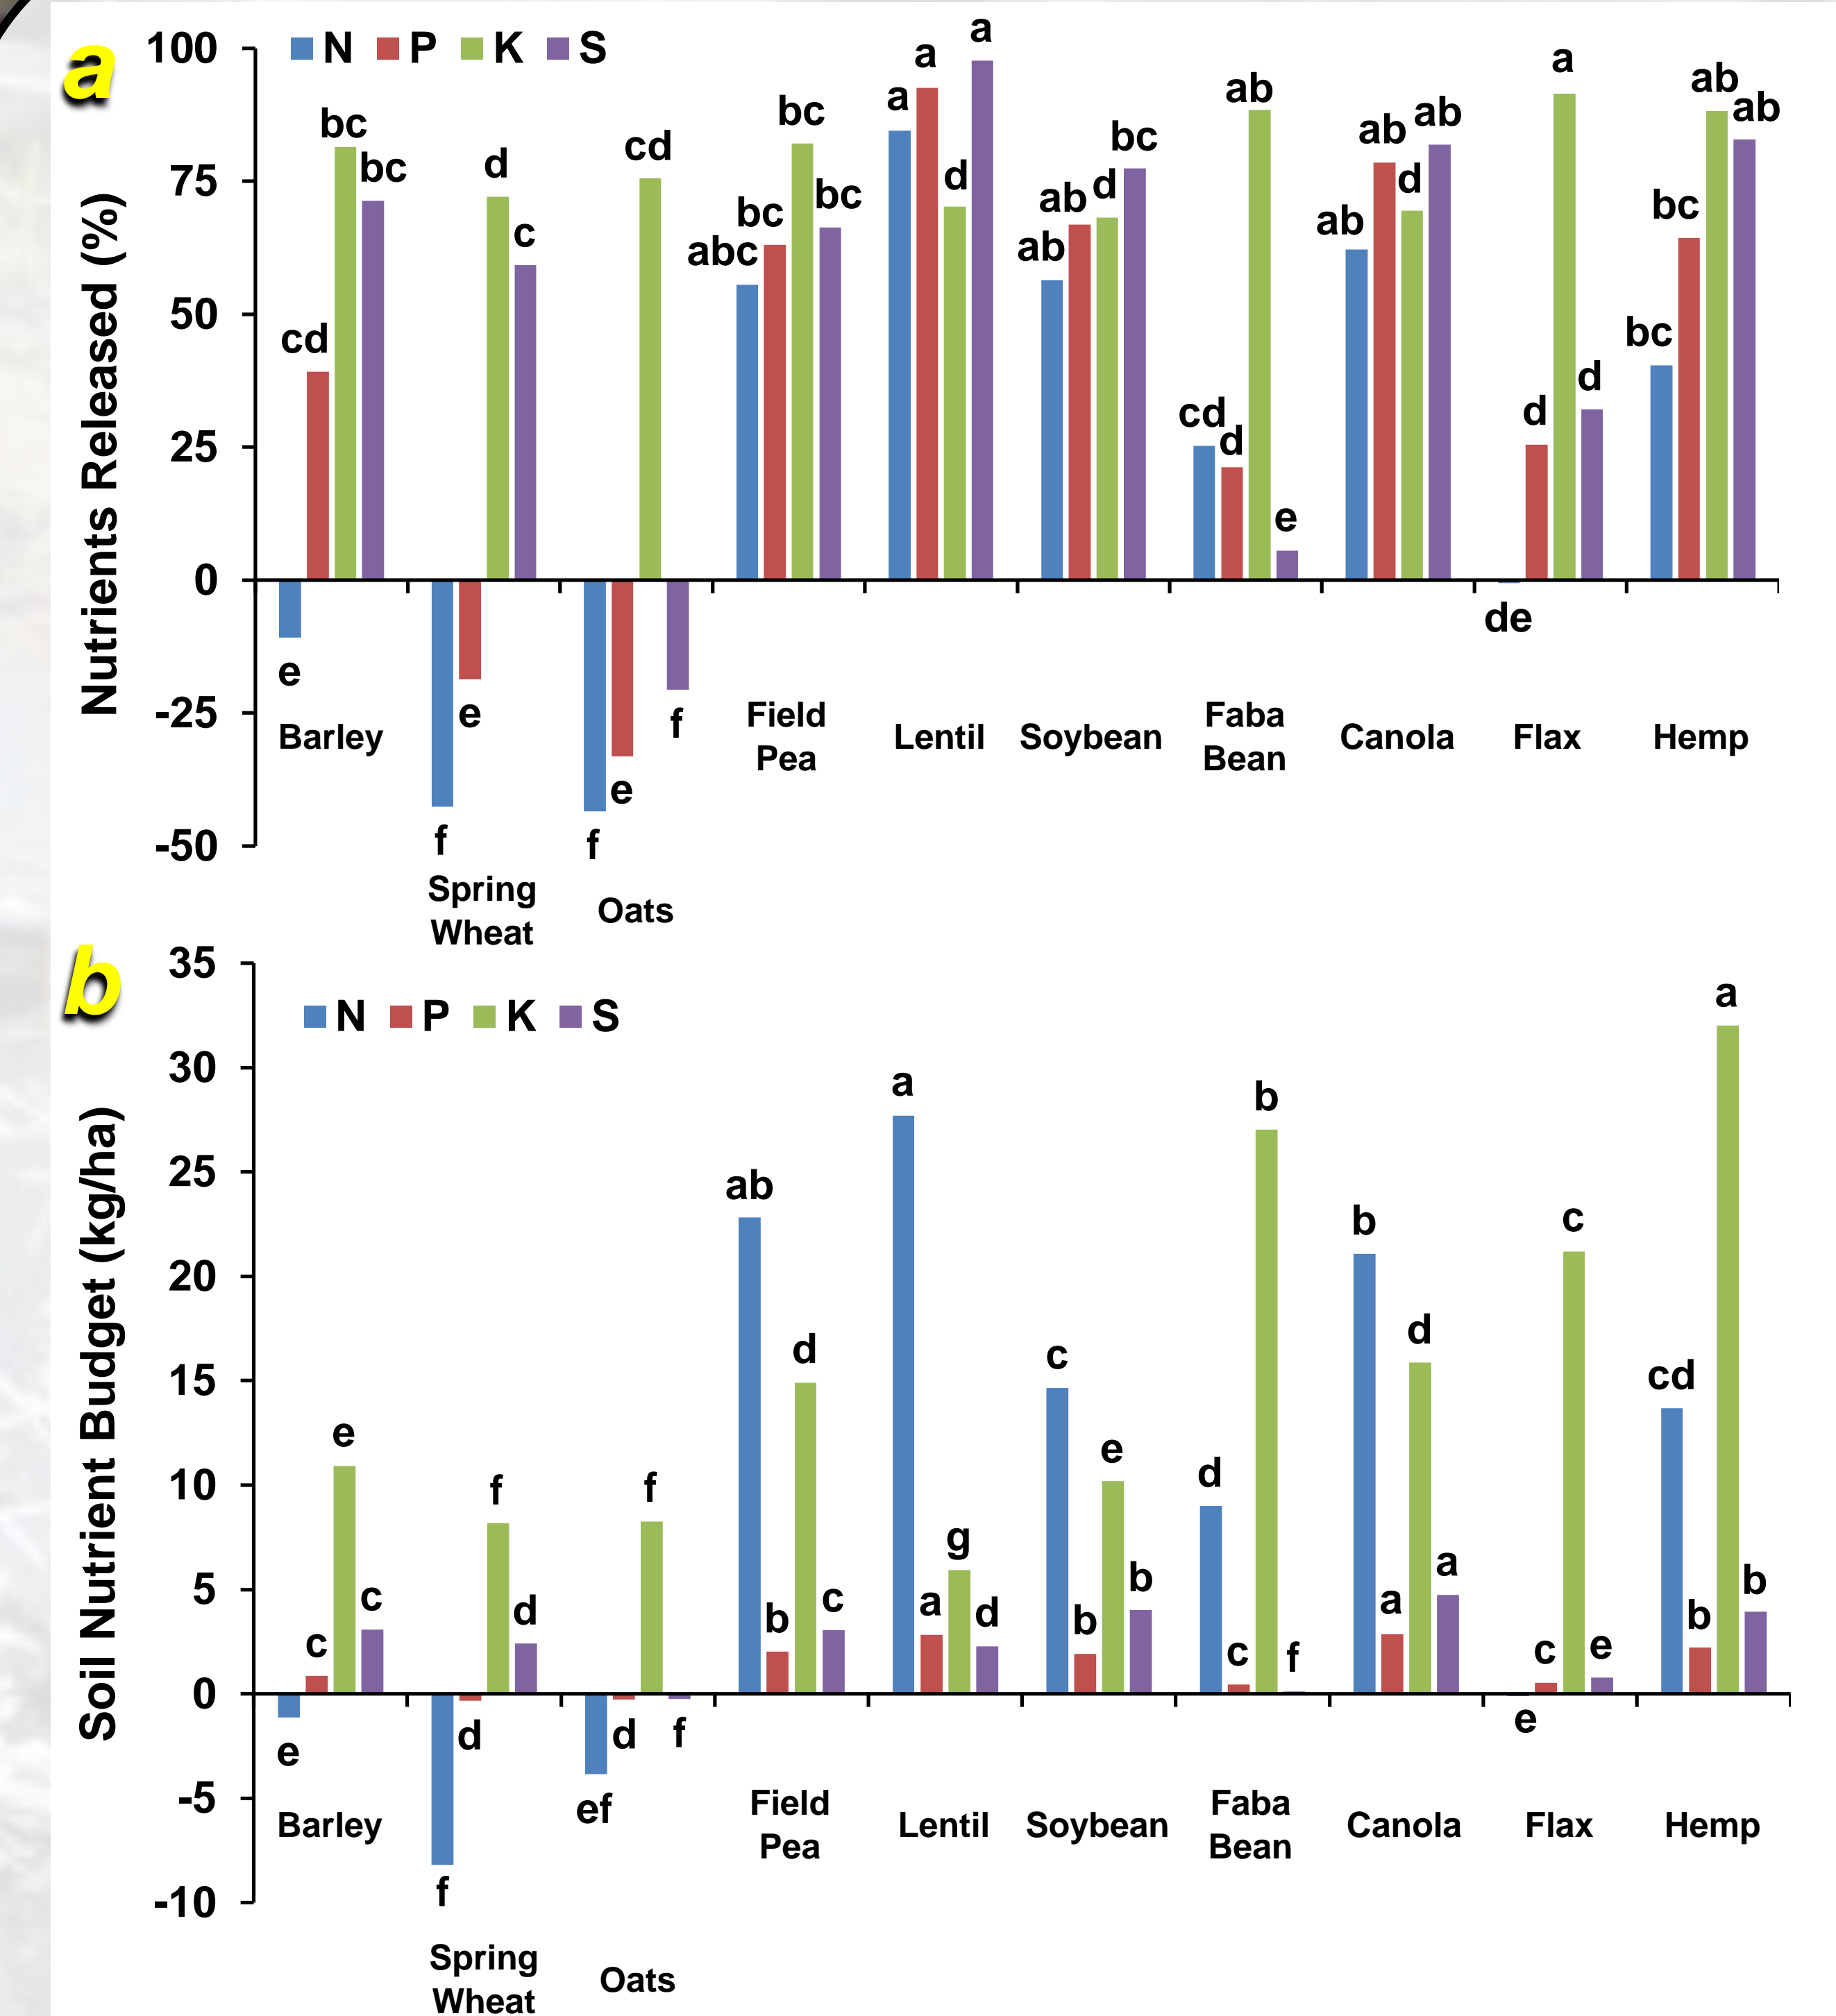 a
N P K S
Nutrients Released (%)
100
75
50
25
0
-25
-50
e cd bc bc
f e d c
f e cd f
abc bc bc bc
a a d a
ab ab d bc
cd d ab e
ab ab d ab
de d a d
bc bc ab ab
Barley
Spring
Wheat
Oats
Field
Pea
Lentil
Soybean
Faba
Bean
Canola
Flax
Hemp
b
N P K S
Soil Nutrient Budget (kg/ha)
35
30
25
20
15
10
5
0
-5
-10
e c e c
f d f d
ef d f f
ab b d c
a a g d
c b e b
d c b f
b a d a
e c c e
cd b a b
Barley
Spring
Wheat
Oats
Field
Pea
Lentil
Soybean
Faba
Bean
Canola
Flax
Hemp